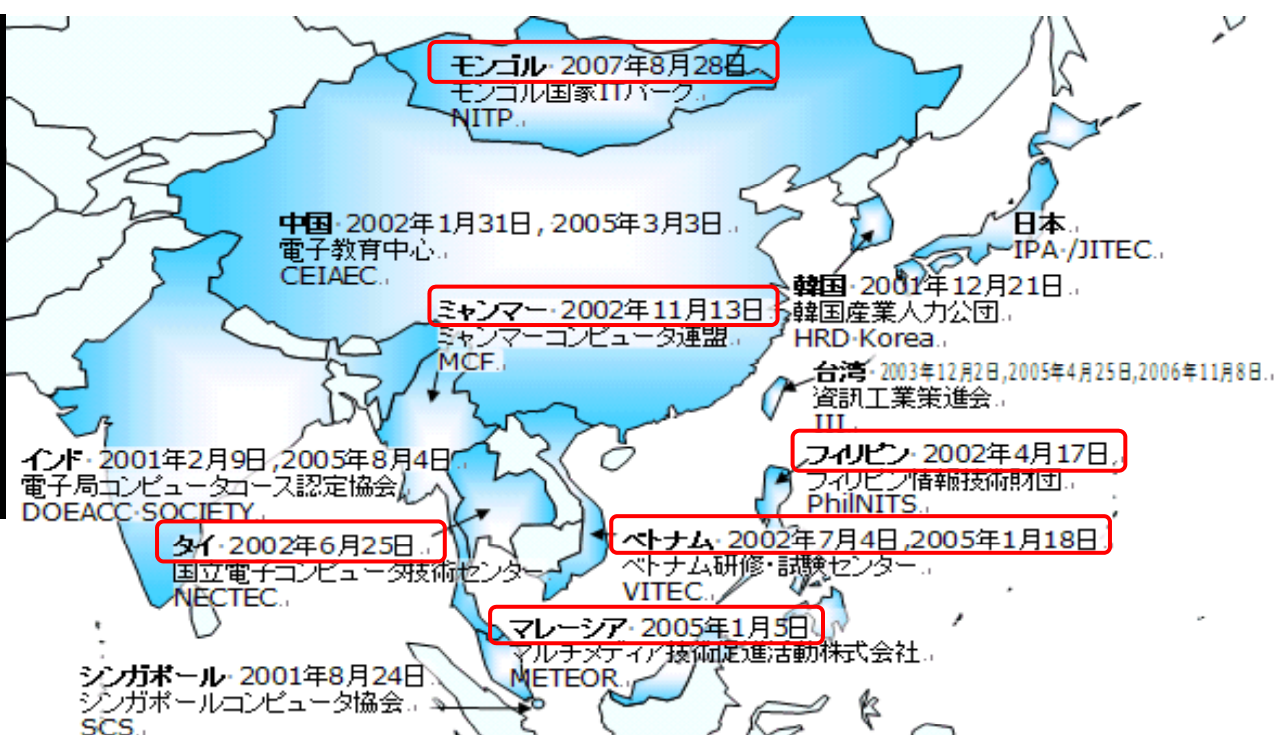 モンゴル 2007年8月28日
モンゴル国家ITパーク
NITP
中国 2002年1月31日, 2005年3月3日
電子教育中心
CEIAEC
日本
IPA /JITEC
韓国 2001年12月21日
韓国産業人力公団
HRD Korea
ミャンマー 2002年11月13日
ミャンマーコンピュータ連盟
MCF
台湾 2003年12月2日,2005年4月25日,2006年11月8日
資訊工業策進会
III
フィリピン 2002年4月17日
フィリピン情報技術財団
PhilNITS
インド 2001年2月9日,2005年8月4日
電子局コンピュータコース認定協会
DOEACC SOCIETY
タイ 2002年6月25日
国立電子コンピュータ技術センター
NECTEC
ベトナム 2002年7月4日,2005年1月18日
ベトナム研修・試験センター
VITEC
マレーシア 2005年1月5日
マルチメディア技術促進活動株式会社
METEOR
シンガポール 2001年8月24日
シンガポールコンピュータ協会
SCS